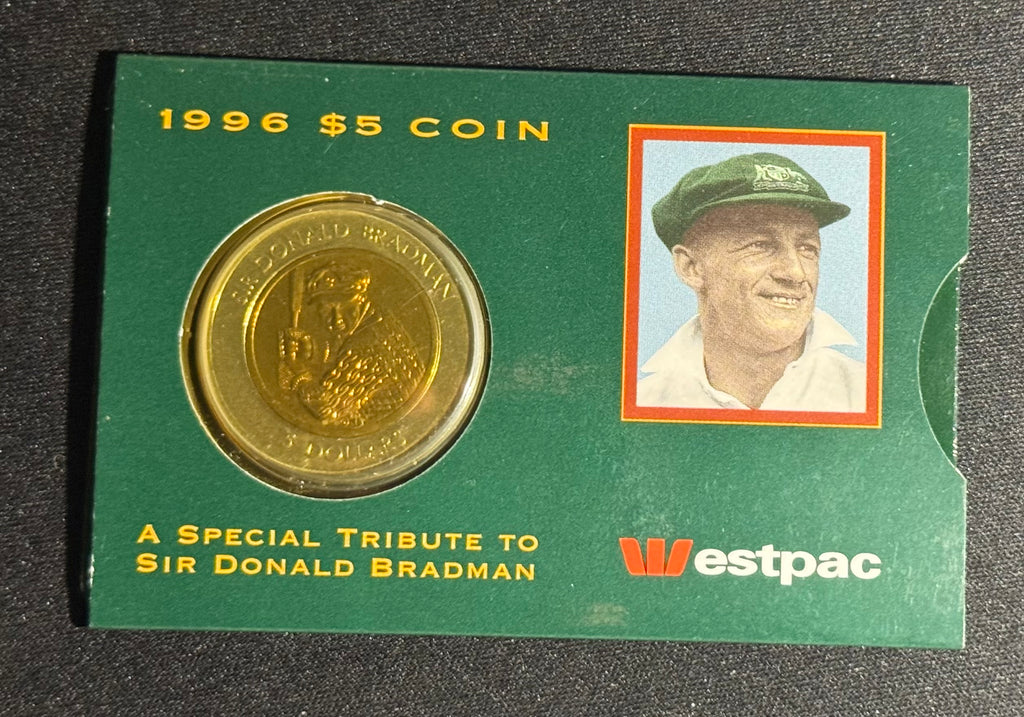 1996 $5 COIN
SIR DONALD BRADMAN
5 DOLLARS
A SPECIAL TRIBUTE TO
SIR DONALD BRADMAN
Westpac